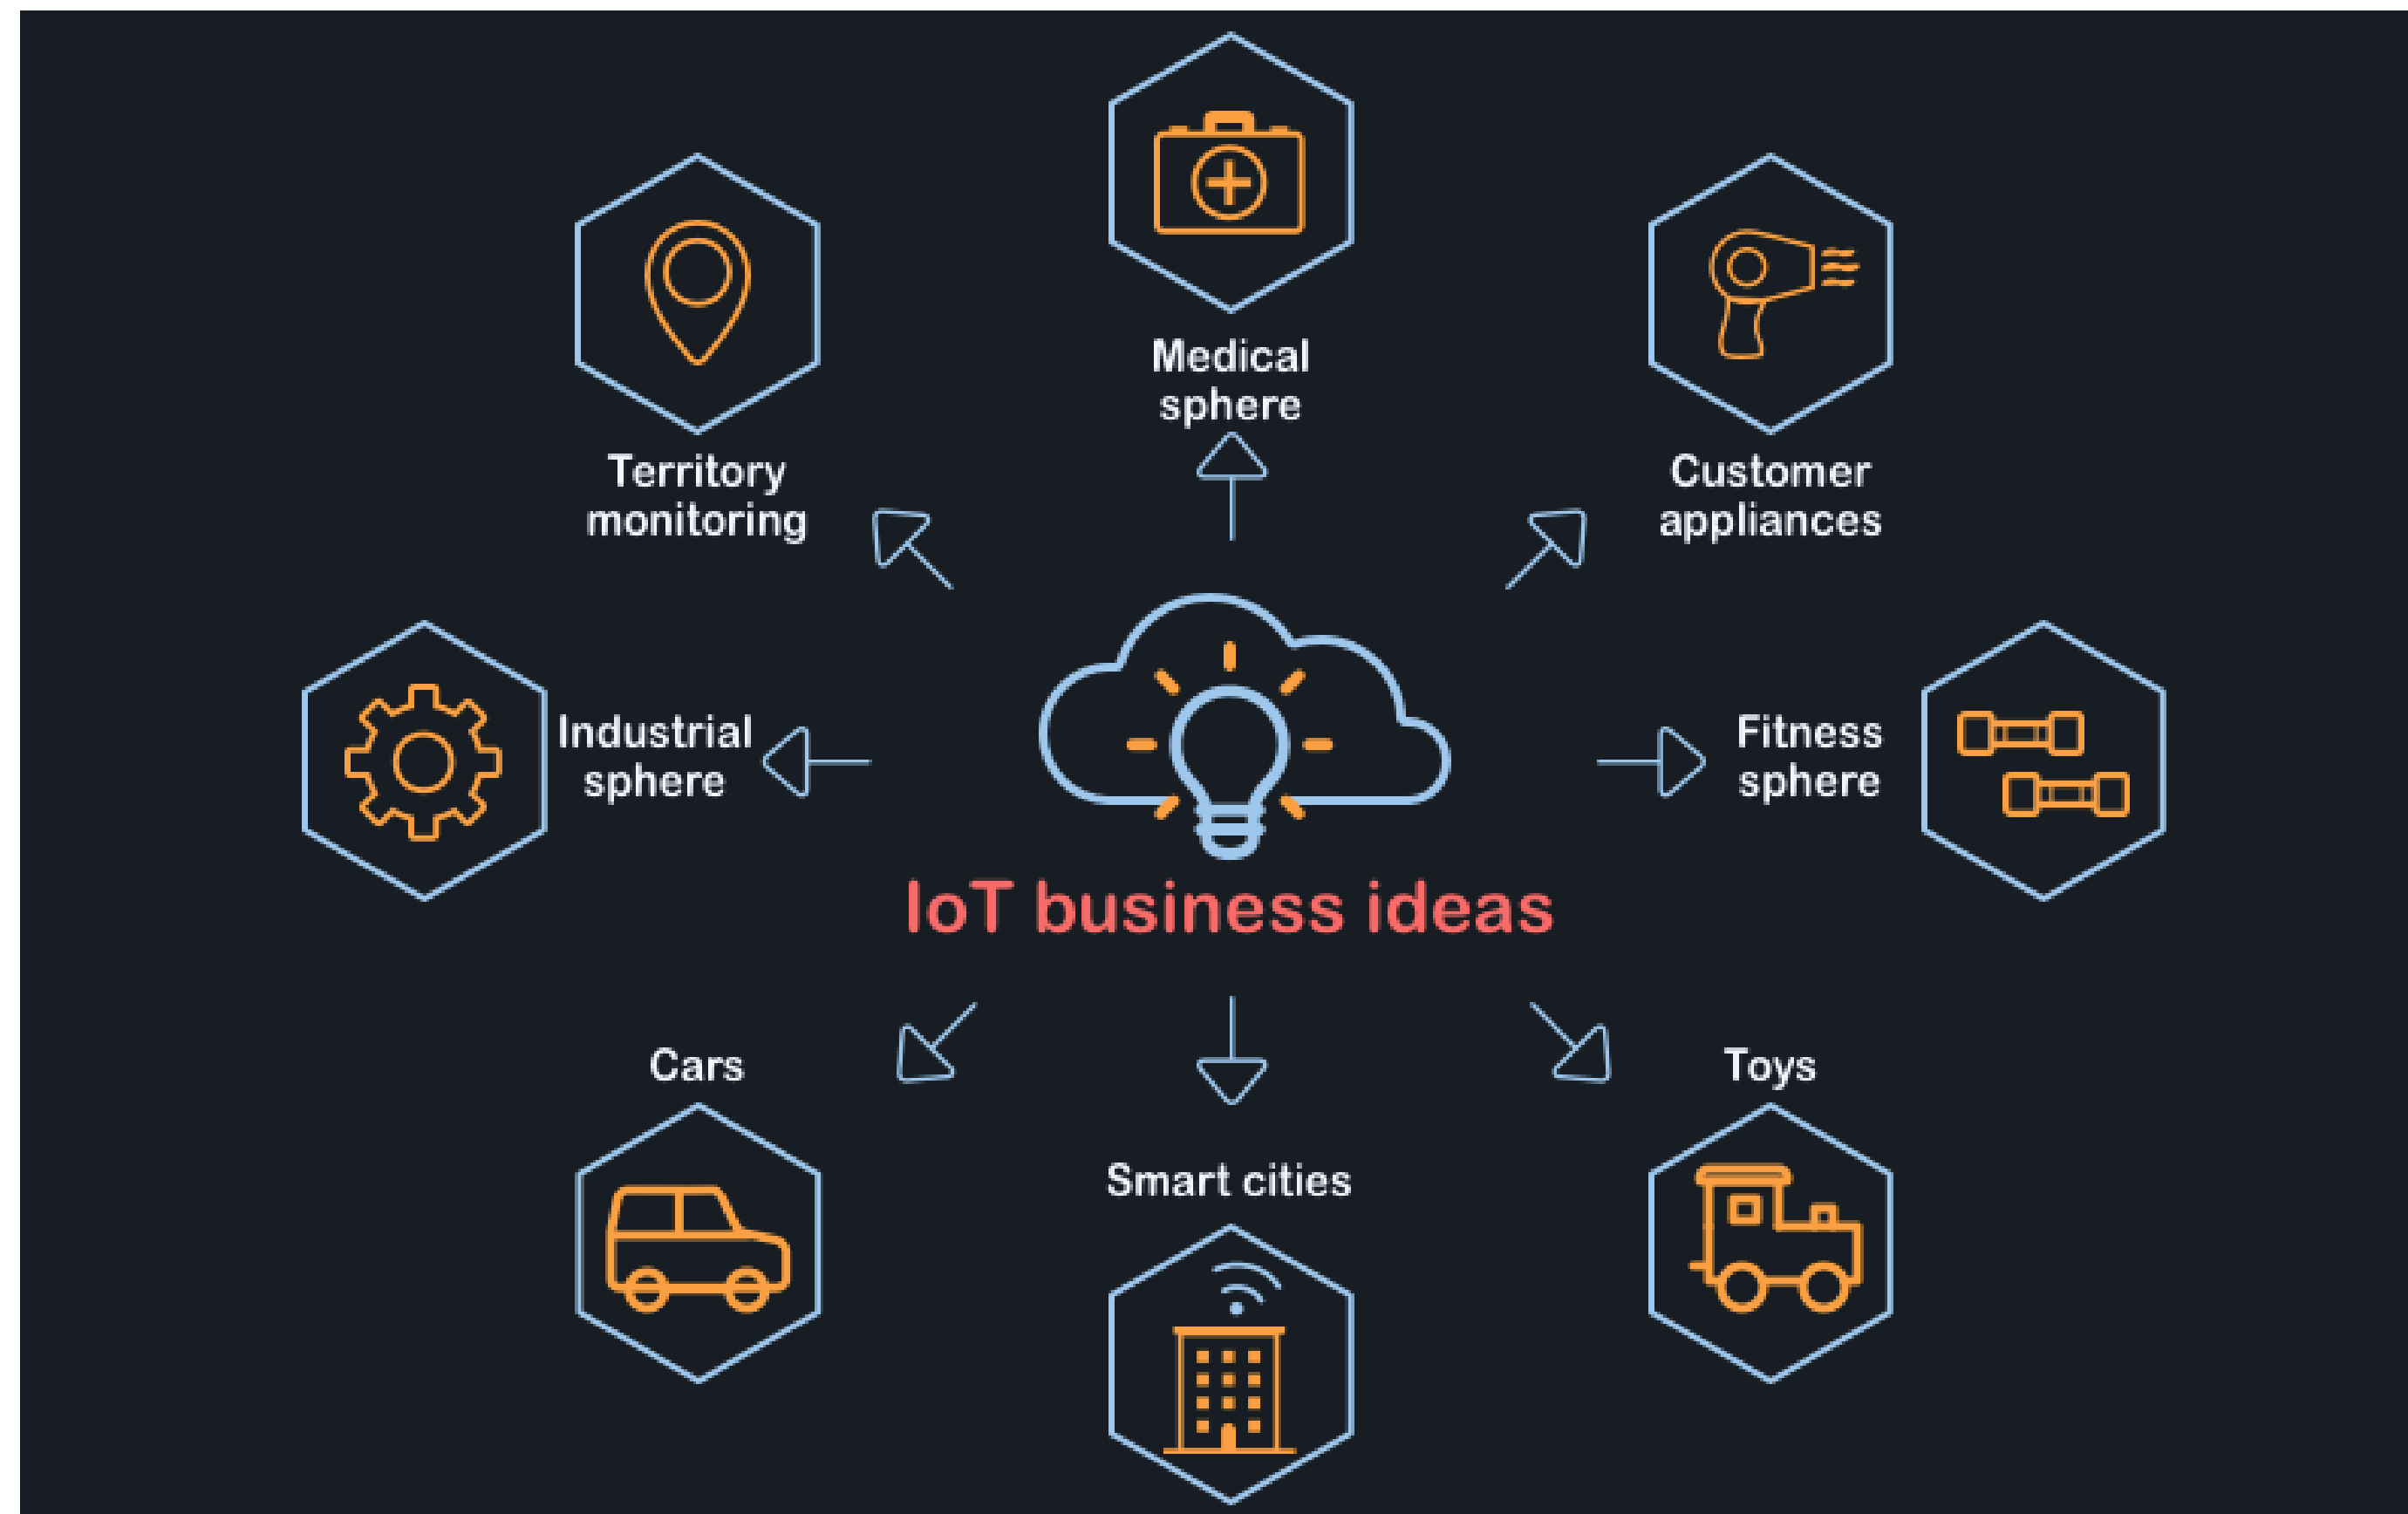 Medical
sphere
Territory
monitoring
Customer
appliances
Industrial
sphere
Fitness
sphere
IoT business ideas
Cars
Toys
Smart cities